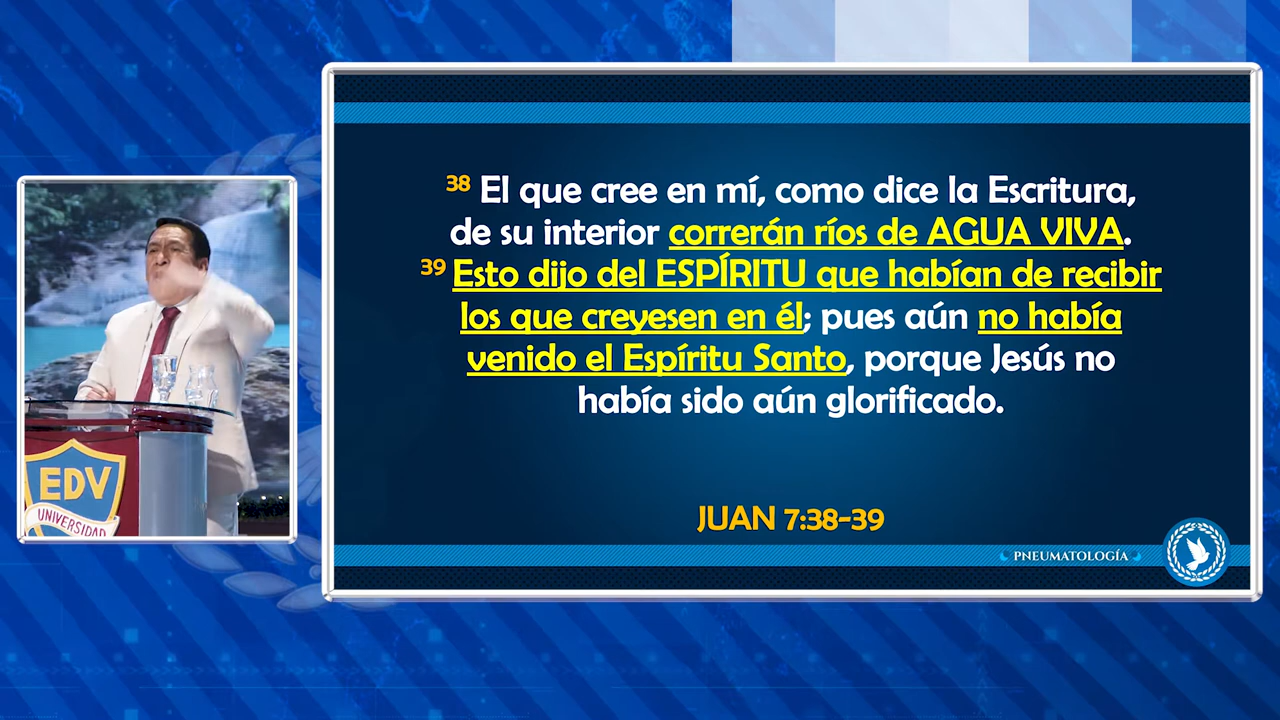 38 El que cree en mí, como dice la Escritura,
de su interior correrán ríos de AGUA VIVA.
39 Esto dijo del ESPÍRITU que habían de recibir
los que creyesen en él; pues aún no había
venido el Espíritu Santo, porque Jesús no
había sido aún glorificado.
JUAN 7:38-39
PNEUMATOLOGÍA
EDV
UNIVERSIDAD